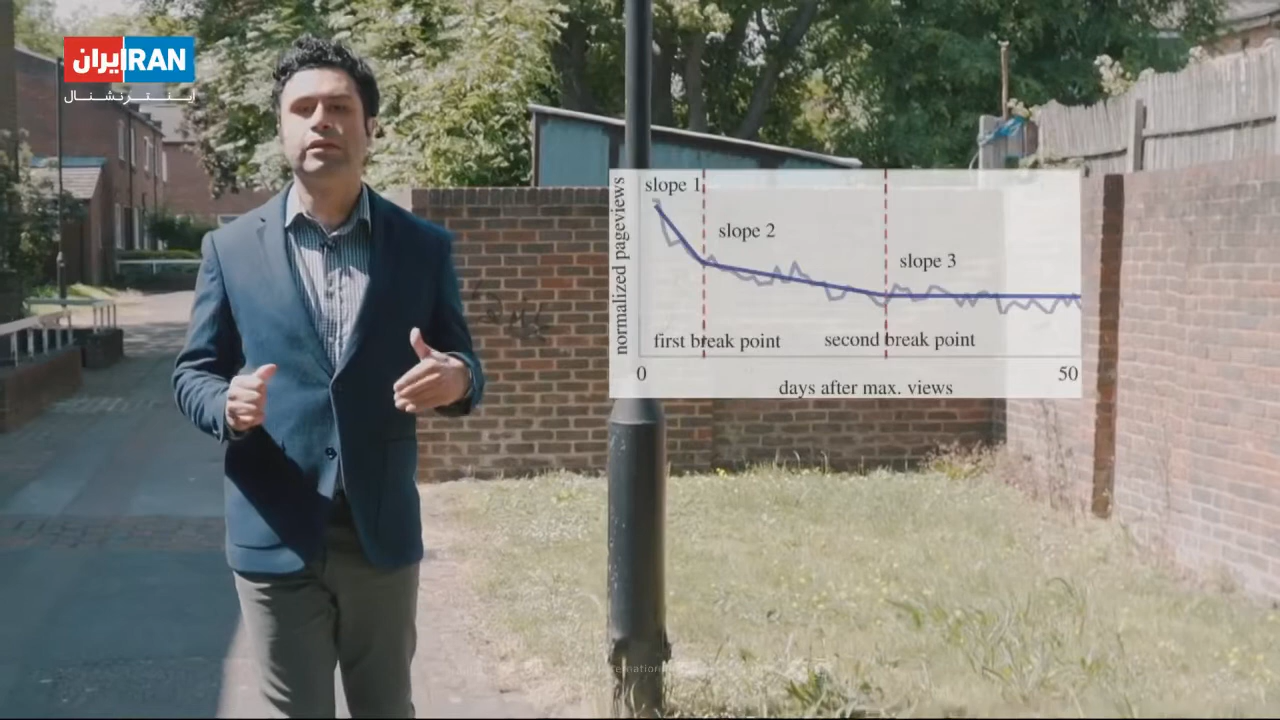 ایران IRAN
اینترنشنال
slope 1
slope 2
slope 3
normalized pageviews
first break point
second break point
0
50
days after max. views